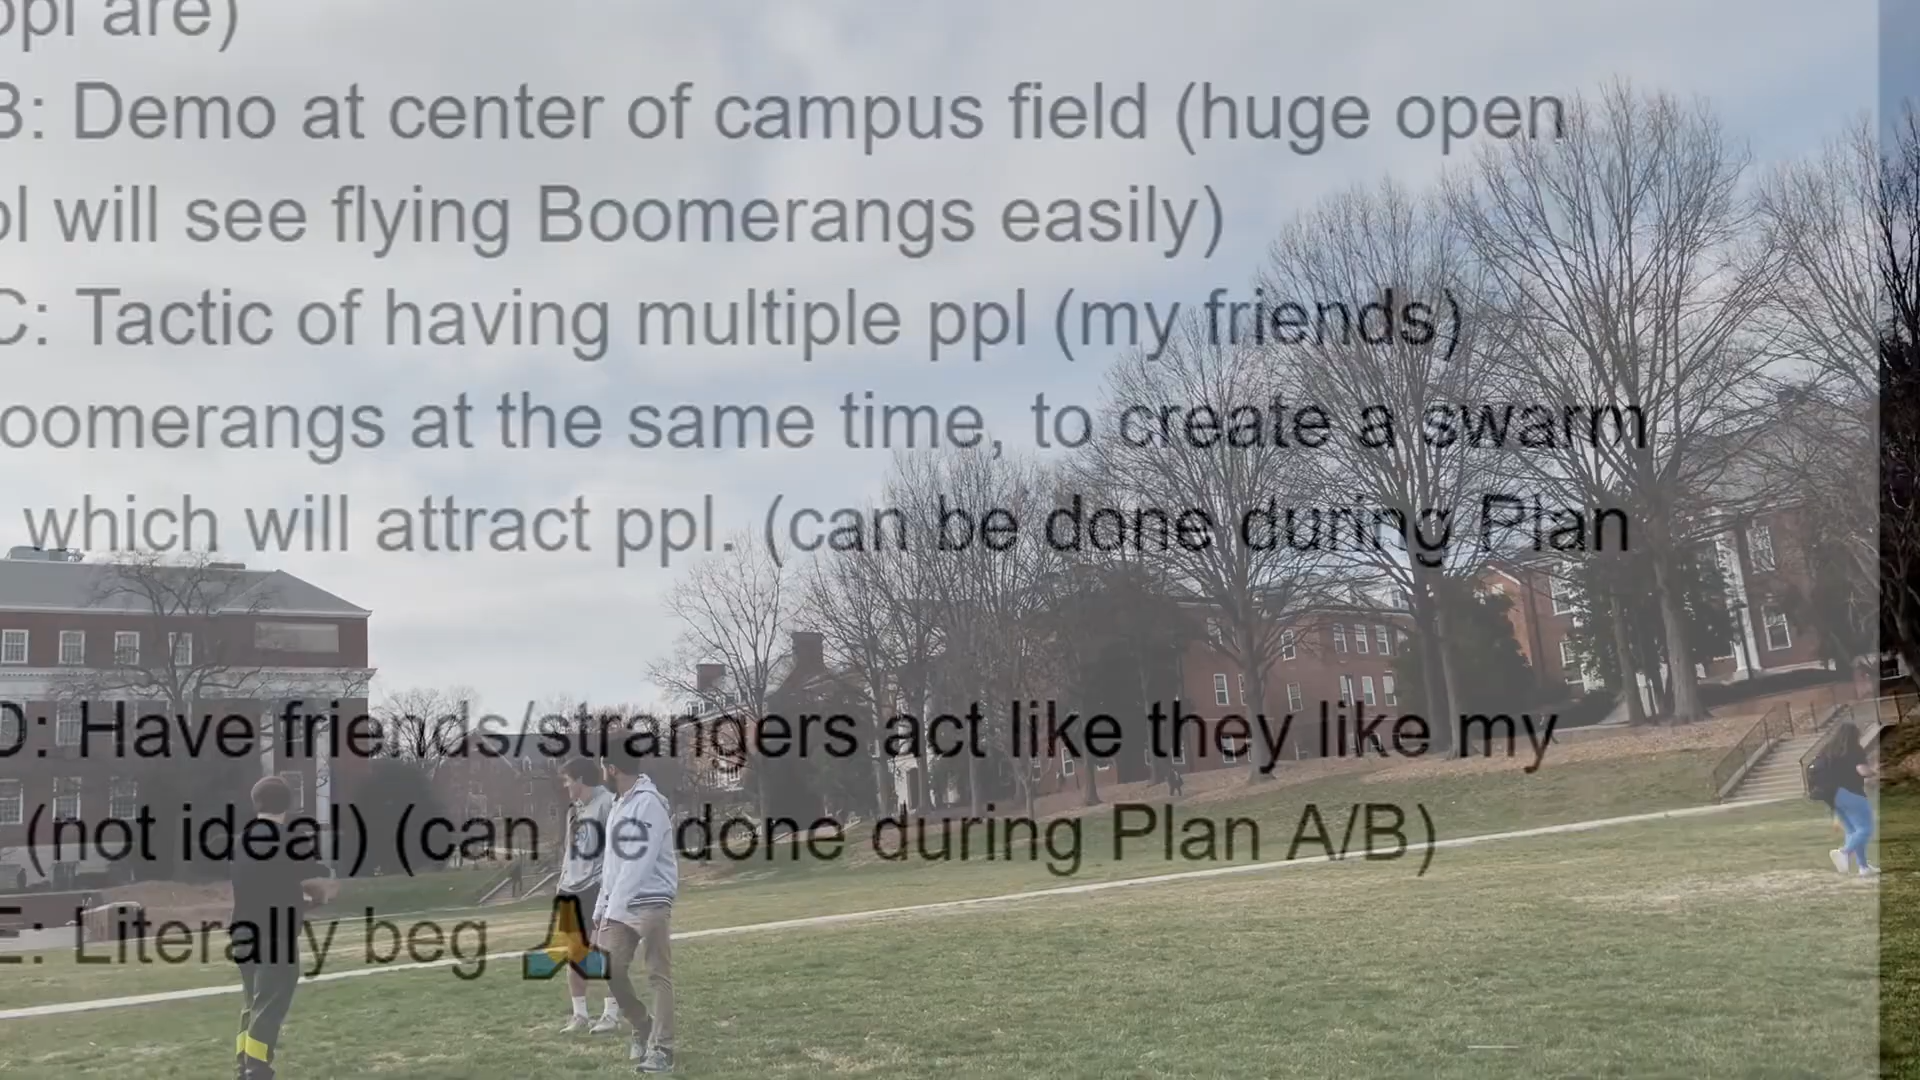 ppl are)
B: Demo at center of campus field (huge open
will see flying Boomerangs easily)
C: Tactic of having multiple ppl (my friends)
oomerangs at the same time, to create a swarm
which will attract ppl. (can be done during Plan
D: Have friends/strangers act like they like my
(not ideal) (can be done during Plan A/B)
E: Literally beg 🙏